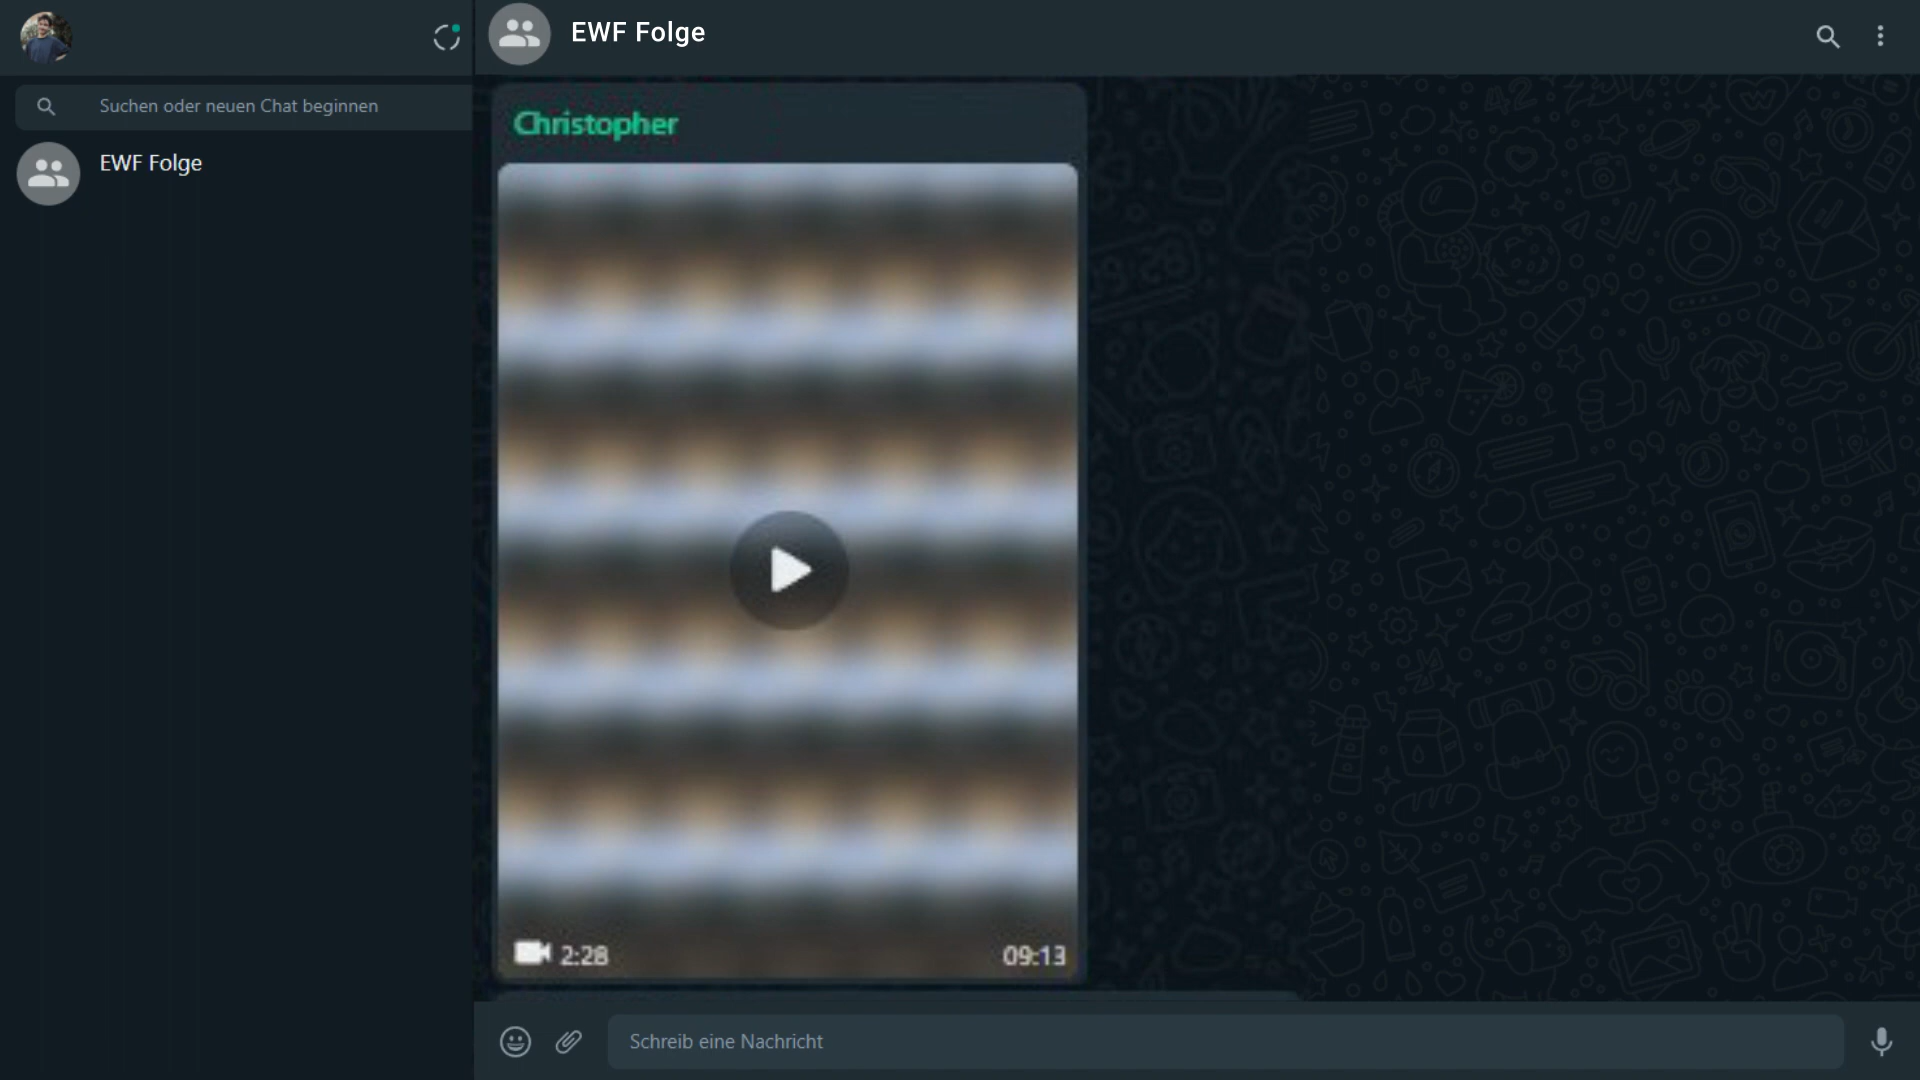 EWF Folge
Suchen oder neuen Chat beginnen
EWF Folge
Christopher
2:28
09:13
Schreib eine Nachricht